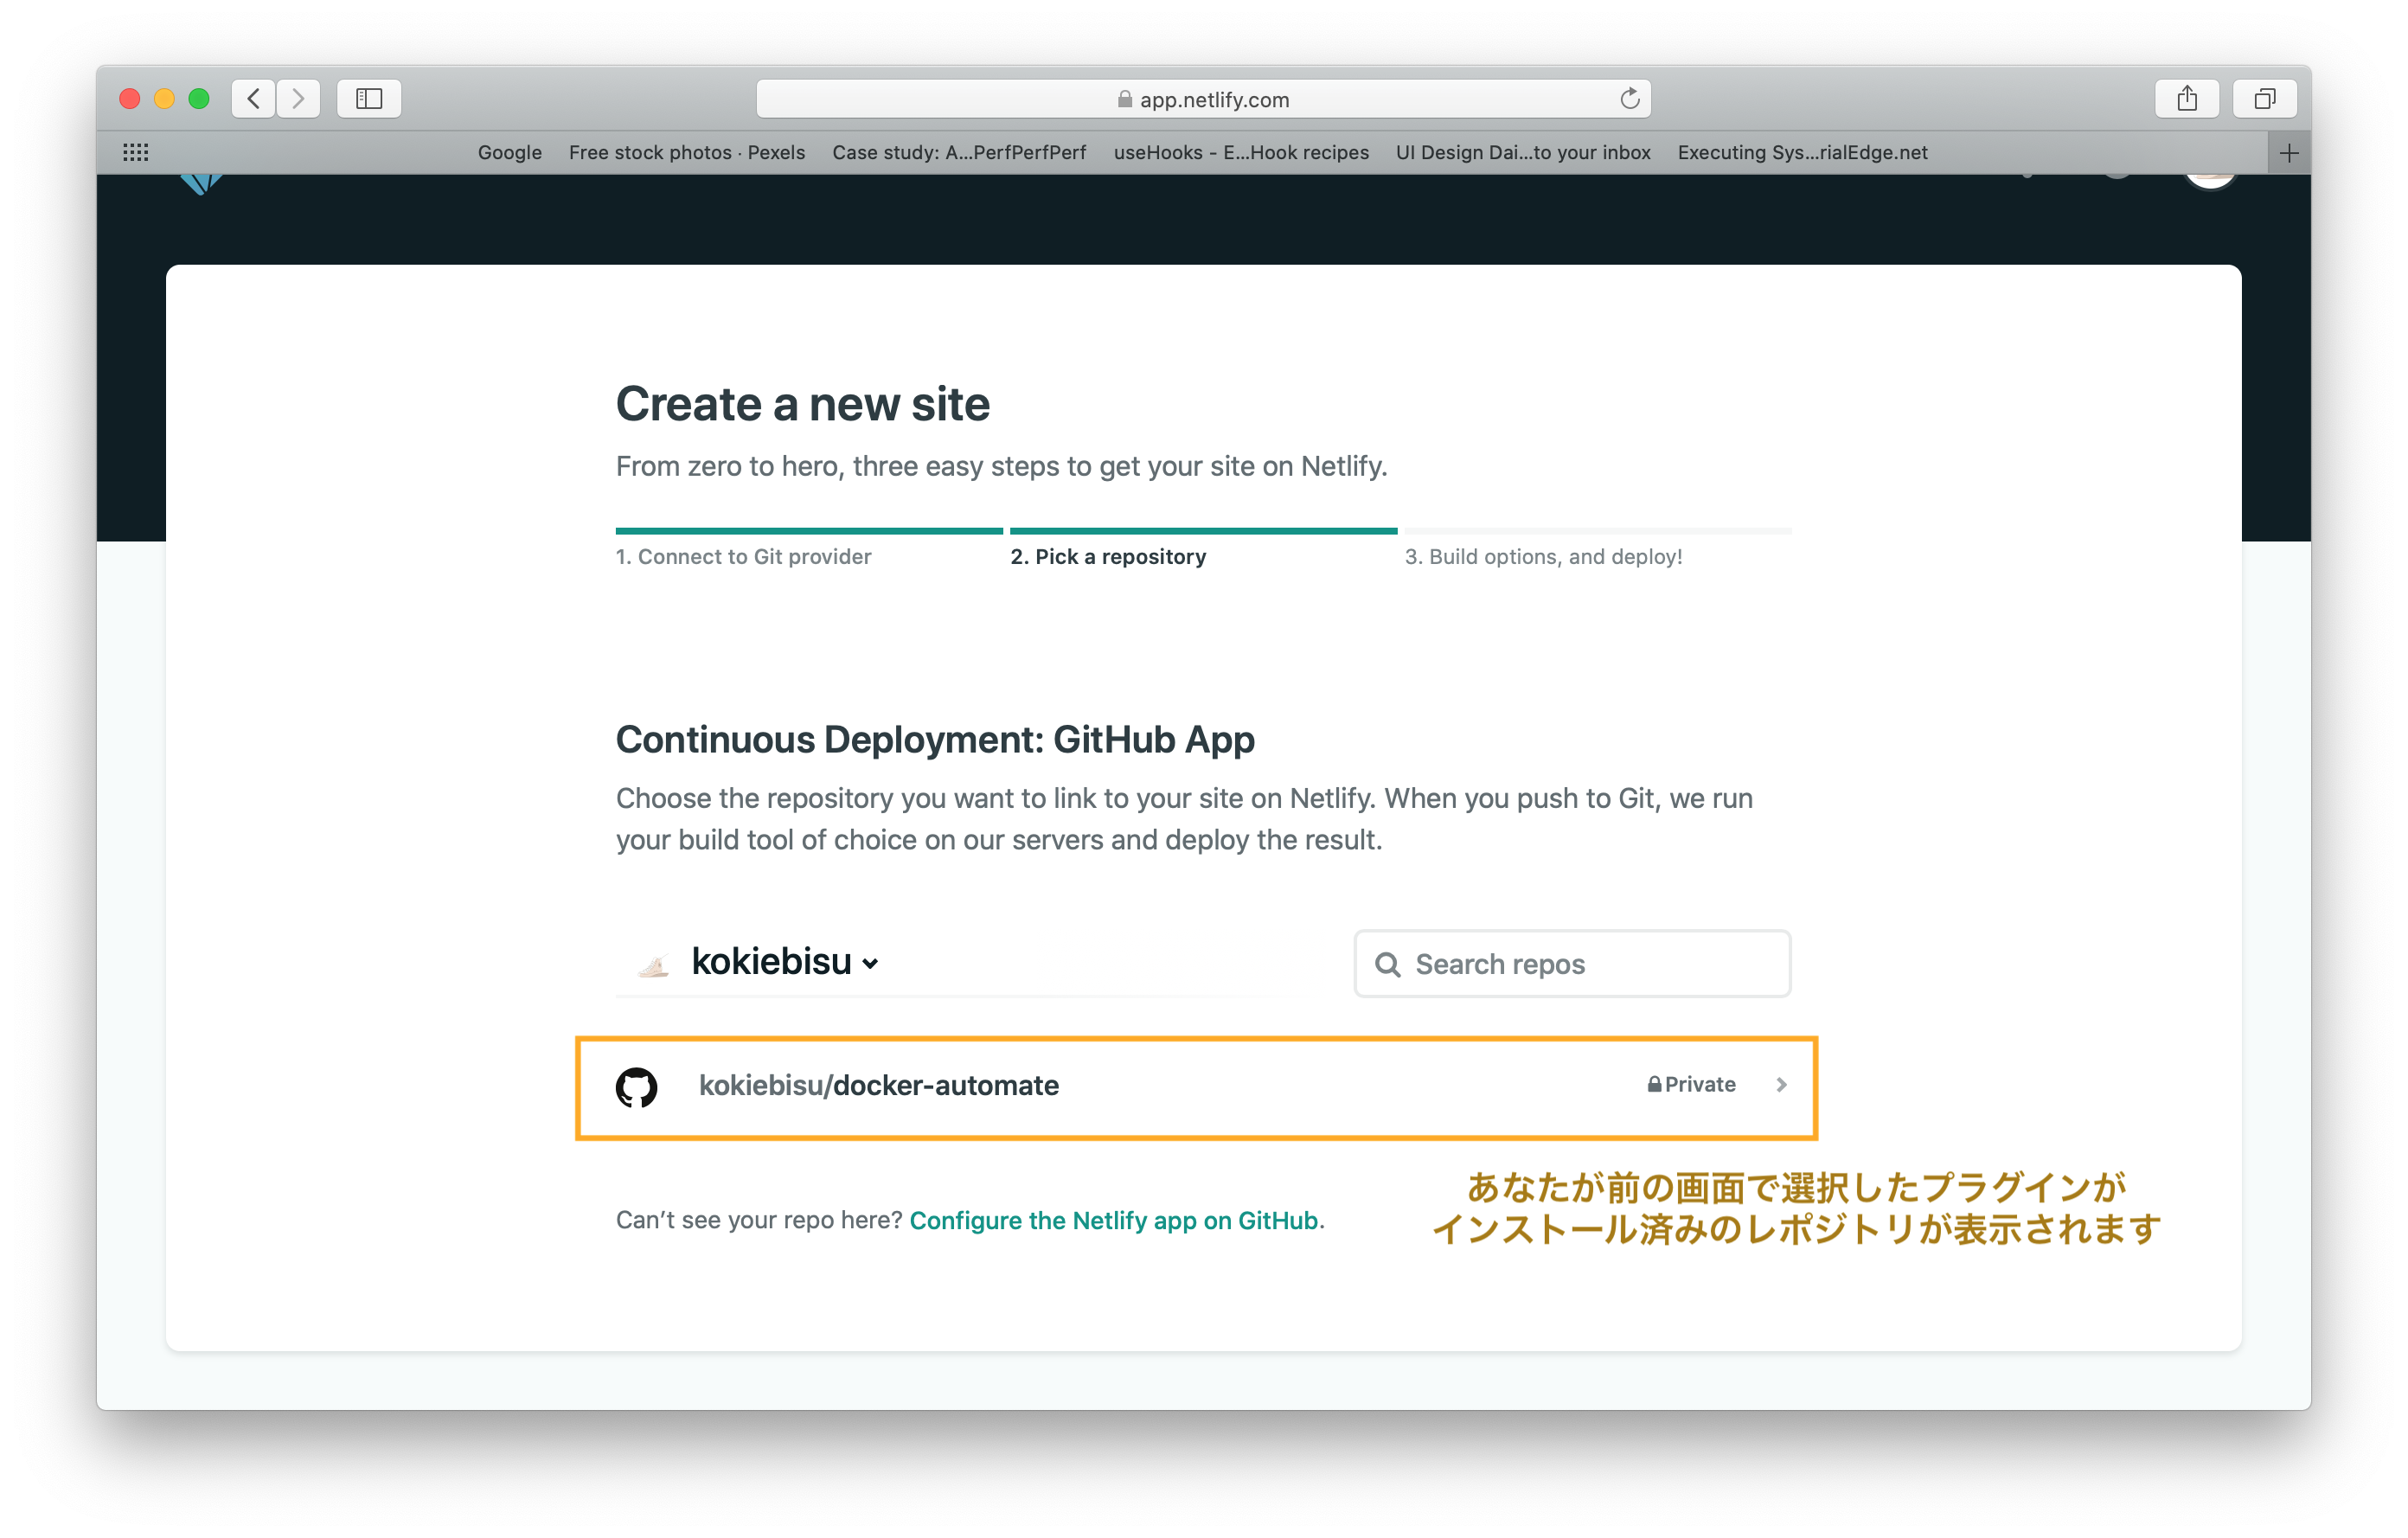 app.netlify.com
Google Free stock photos · Pexels Case study: A...PerfPerfPerf useHooks - E...Hook recipes UI Design Dai...to your inbox Executing Sys...rialEdge.net
Create a new site
From zero to hero, three easy steps to get your site on Netlify.
1. Connect to Git provider 2. Pick a repository 3. Build options, and deploy!
Continuous Deployment: GitHub App
Choose the repository you want to link to your site on Netlify. When you push to Git, we run
your build tool of choice on our servers and deploy the result.
kokiebisu Search repos
kokiebisu/docker-automate Private
あなたが前の画面で選択したプラグインが
インストール済みのレポジトリが表示されます
Can’t see your repo here? Configure the Netlify app on GitHub.